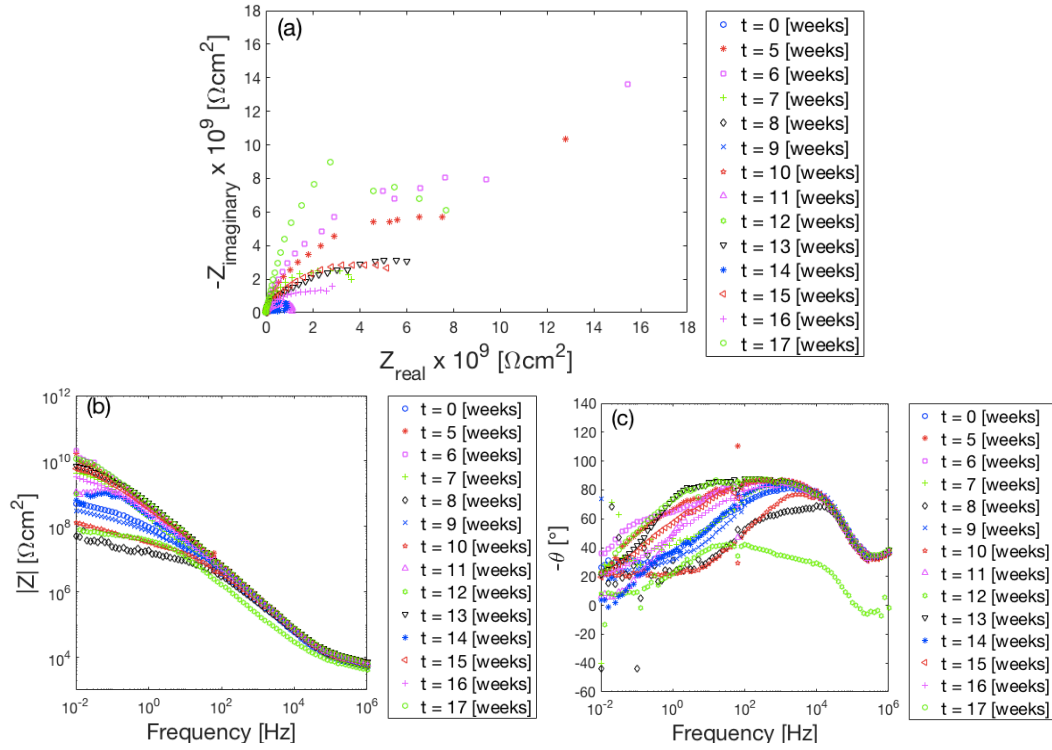 (a)
-Z_imaginary x 10^9 [Ωcm^2]
18
16
14
12
10
8
6
4
2
0
0 2 4 6 8 10 12 14 16 18
Z_real x 10^9 [Ωcm^2]
t = 0 [weeks]
t = 5 [weeks]
t = 6 [weeks]
t = 7 [weeks]
t = 8 [weeks]
t = 9 [weeks]
t = 10 [weeks]
t = 11 [weeks]
t = 12 [weeks]
t = 13 [weeks]
t = 14 [weeks]
t = 15 [weeks]
t = 16 [weeks]
t = 17 [weeks]
(b)
|Z| [Ωcm^2]
10^12
10^10
10^8
10^6
10^4
10^-2 10^0 10^2 10^4 10^6
Frequency [Hz]
t = 0 [weeks]
t = 5 [weeks]
t = 6 [weeks]
t = 7 [weeks]
t = 8 [weeks]
t = 9 [weeks]
t = 10 [weeks]
t = 11 [weeks]
t = 12 [weeks]
t = 13 [weeks]
t = 14 [weeks]
t = 15 [weeks]
t = 16 [weeks]
t = 17 [weeks]
(c)
-θ [°]
140
120
100
80
60
40
20
0
-20
-40
-60
10^-2 10^0 10^2 10^4 10^6
Frequency [Hz]
t = 0 [weeks]
t = 5 [weeks]
t = 6 [weeks]
t = 7 [weeks]
t = 8 [weeks]
t = 9 [weeks]
t = 10 [weeks]
t = 11 [weeks]
t = 12 [weeks]
t = 13 [weeks]
t = 14 [weeks]
t = 15 [weeks]
t = 16 [weeks]
t = 17 [weeks]